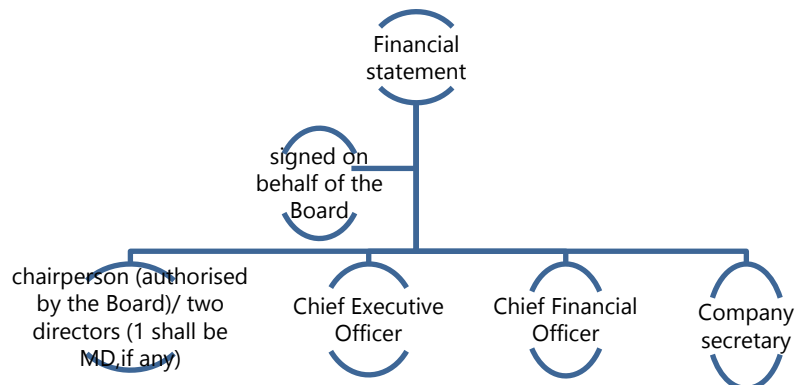 Financial
statement
signed on
behalf of the
Board
chairperson (authorised
by the Board)/ two
directors (1 shall be
MD,if any)
Chief Executive
Officer
Chief Financial
Officer
Company
secretary